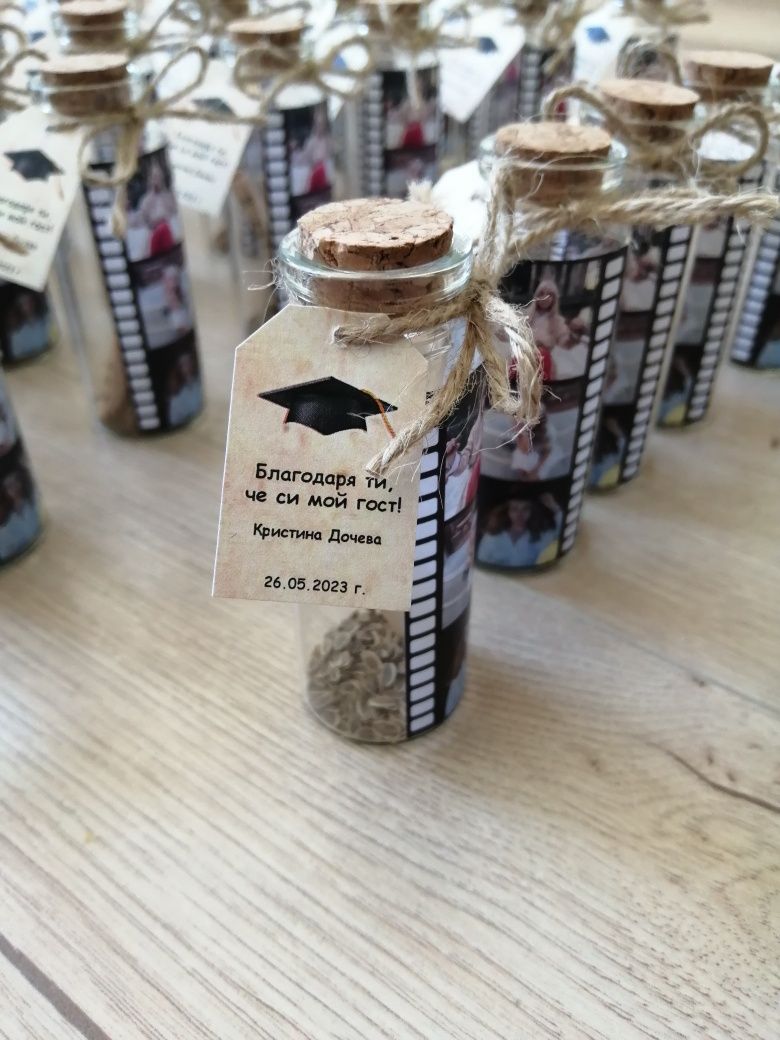 Благодаря ти,
че си мой гост!
Кристина Дочева
26.05.2023 г.